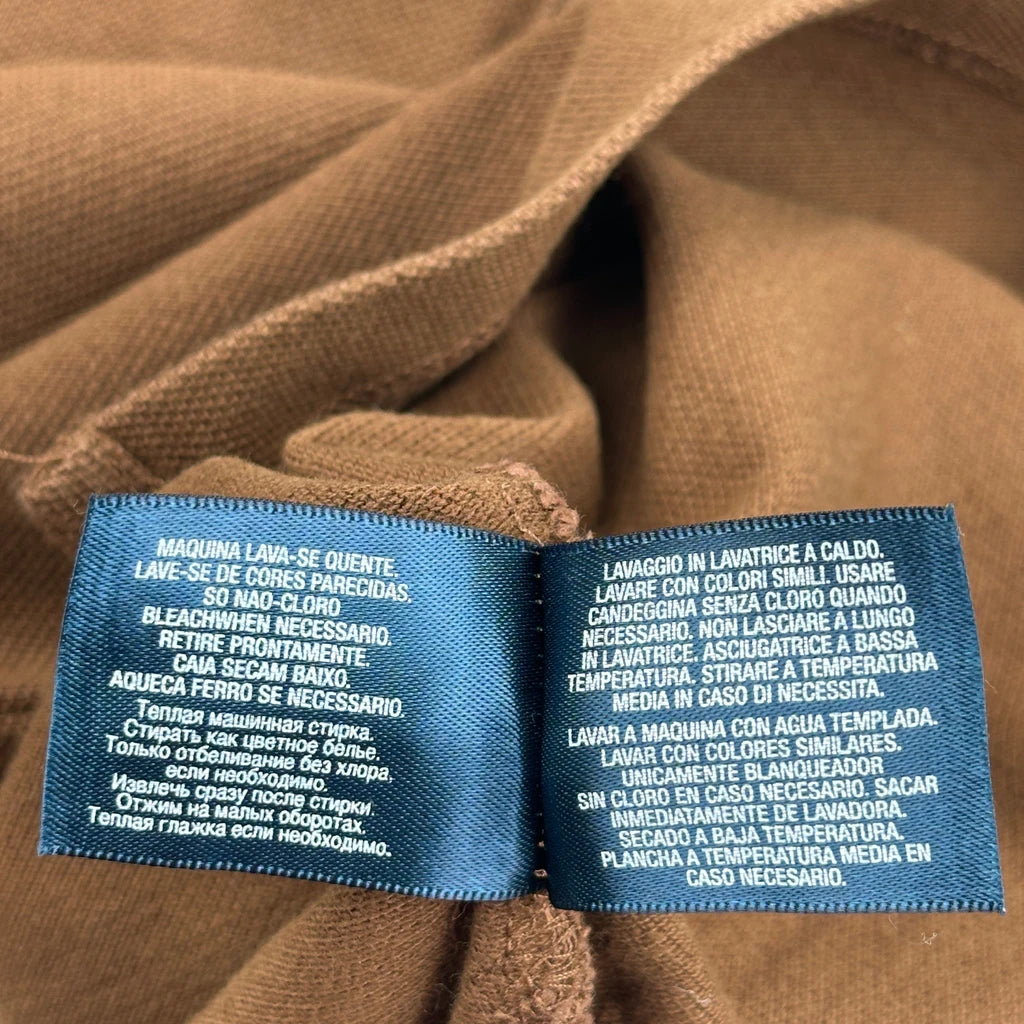 MAQUINA LAVA-SE QUENTE.
LAVE-SE DE CORES PARECIDAS.
SO NAO-CLORO
BLEACHWHEN NECESSARIO.
RETIRE PRONTAMENTE.
CAIA SECAM BAIXO.
AQUECA FERRO SE NECESSARIO.
Теплая машинная стирка.
Стирать как цветное белье.
Только отбеливание без хлора,
если необходимо.
Извлечь сразу после стирки.
Отжим на малых оборотах.
Теплая глажка если необходимо.
LAVAGGIO IN LAVATRICE A CALDO.
LAVARE CON COLORI SIMILI. USARE
CANDEGGINA SENZA CLORO QUANDO
NECESSARIO. NON LASCIARE A LUNGO
IN LAVATRICE. ASCIUGATRICE A BASSA
TEMPERATURA. STIRARE A TEMPERATURA
MEDIA IN CASO DI NECESSITA.
LAVAR A MAQUINA CON AGUA TEMPLADA.
LAVAR CON COLORES SIMILARES.
UNICAMENTE BLANQUEADOR
SIN CLORO EN CASO NECESARIO. SACAR
INMEDIATAMENTE DE LAVADORA.
SECADO A BAJA TEMPERATURA.
PLANCHA A TEMPERATURA MEDIA EN
CASO NECESARIO.